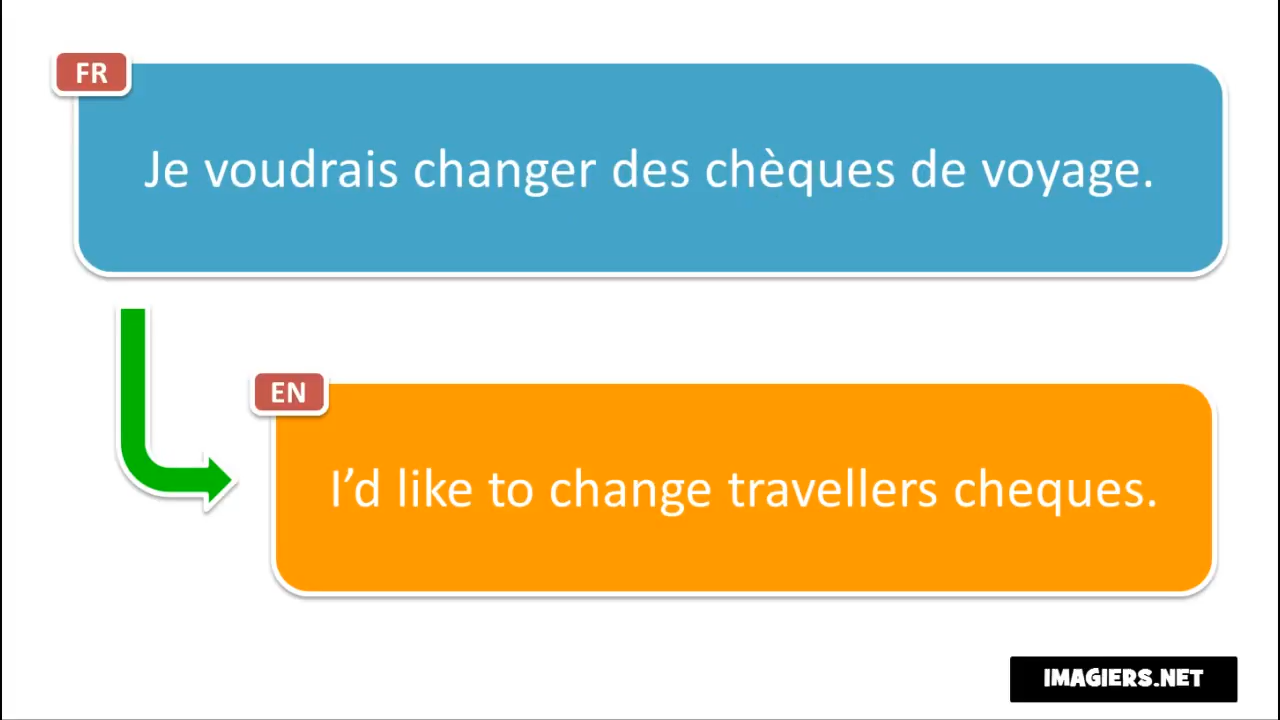 FR
Je voudrais changer des chèques de voyage.
EN
I’d like to change travellers cheques.
IMAGIERS.NET